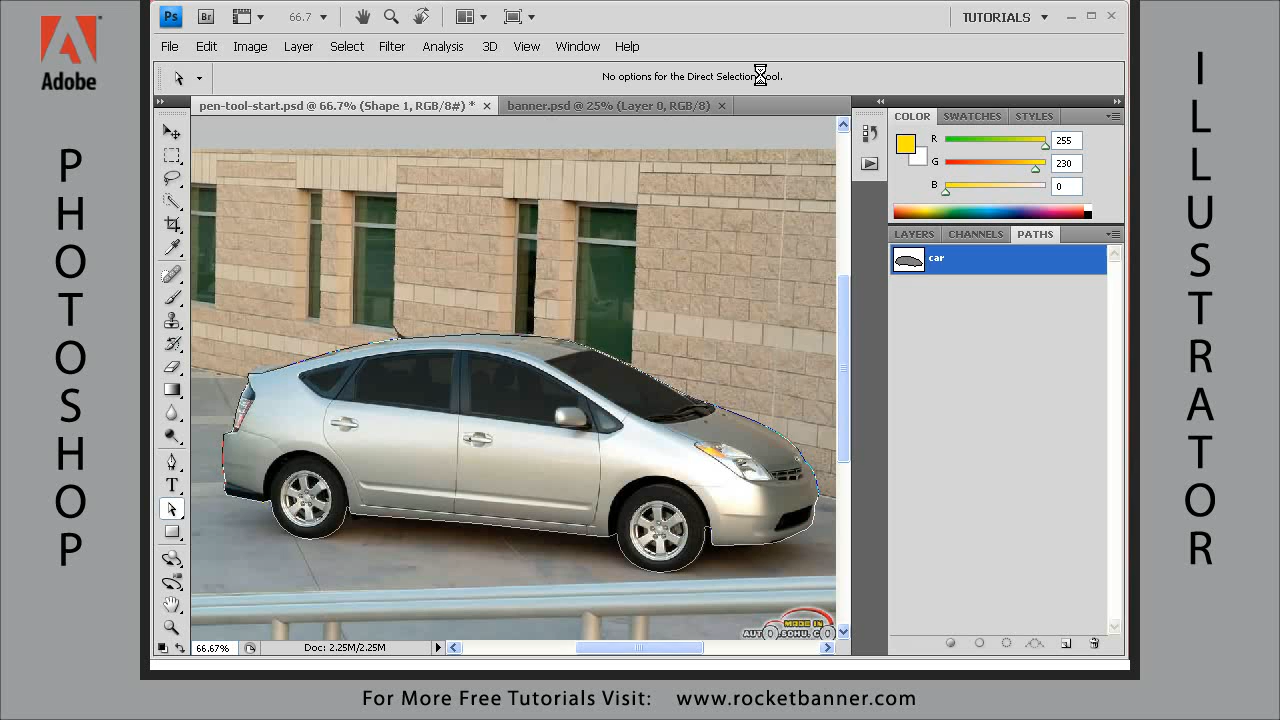 Adobe
PHOTOSHOP
Ps
Br
66.7
TUTORIALS
File Edit Image Layer Select Filter Analysis 3D View Window Help
No options for the Direct Selection Tool.
pen-tool-start.psd @ 66.7% (Shape 1, RGB/8#) *
banner.psd @ 25% (Layer 0, RGB/8)
COLOR SWATCHES STYLES
R 255
G 230
B 0
LAYERS CHANNELS PATHS
car
T
MADE IN
66.67%
Doc: 2.25M/2.25M
ILLUSTRATOR
For More Free Tutorials Visit: www.rocketbanner.com